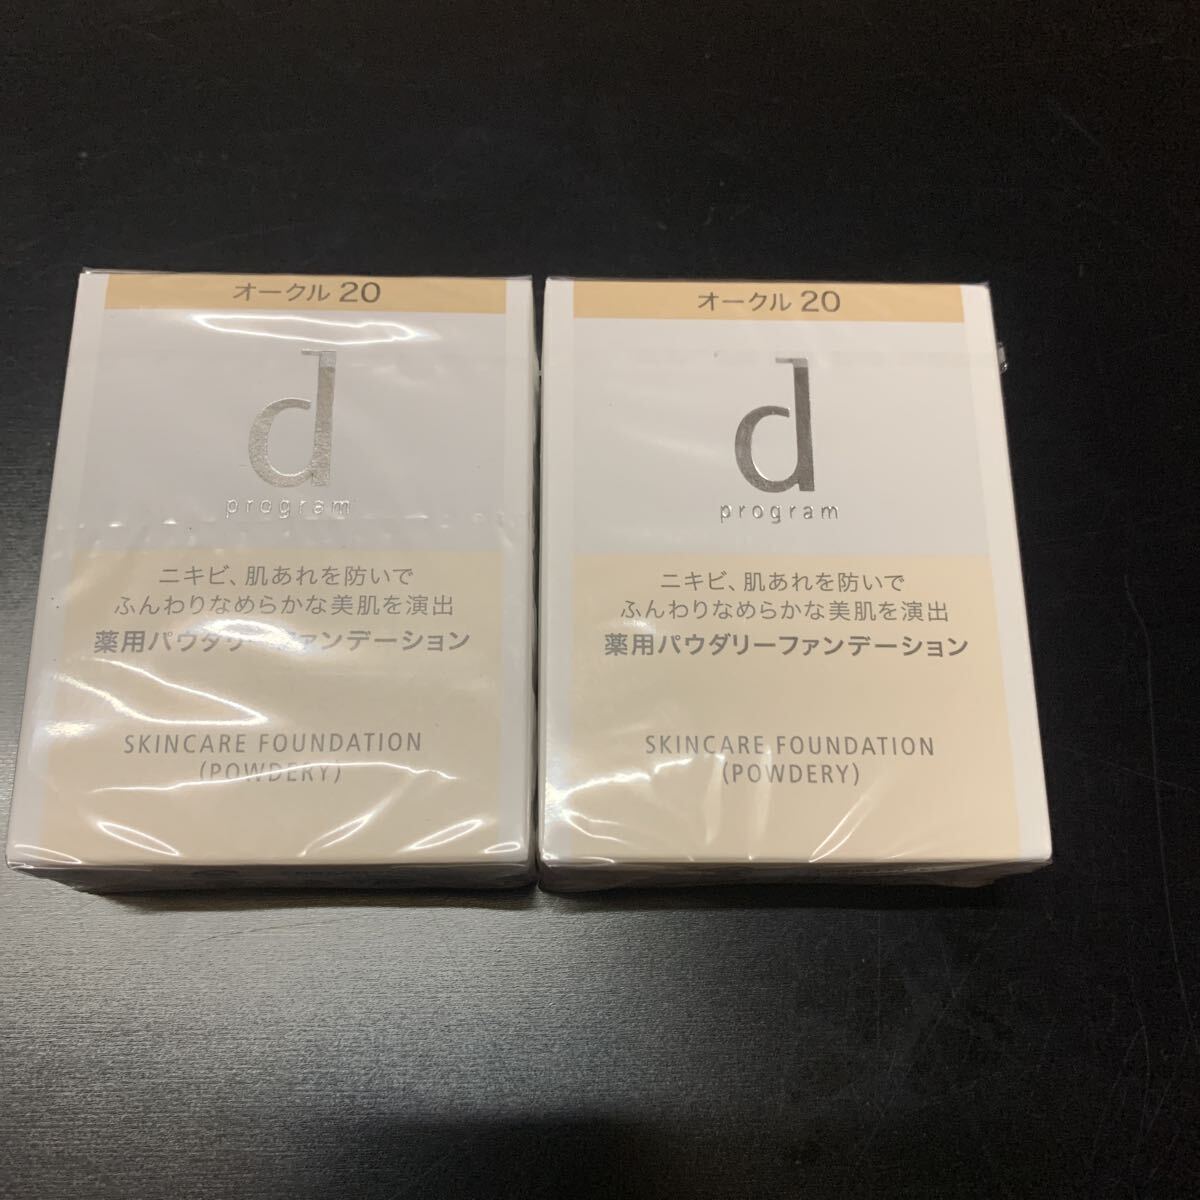 オークル 20
d
program
ニキビ、肌あれを防いで
ふんわりなめらかな美肌を演出
薬用パウダリーファンデーション
SKINCARE FOUNDATION
(POWDERY)
オークル 20
d
program
ニキビ、肌あれを防いで
ふんわりなめらかな美肌を演出
薬用パウダリーファンデーション
SKINCARE FOUNDATION
(POWDERY)